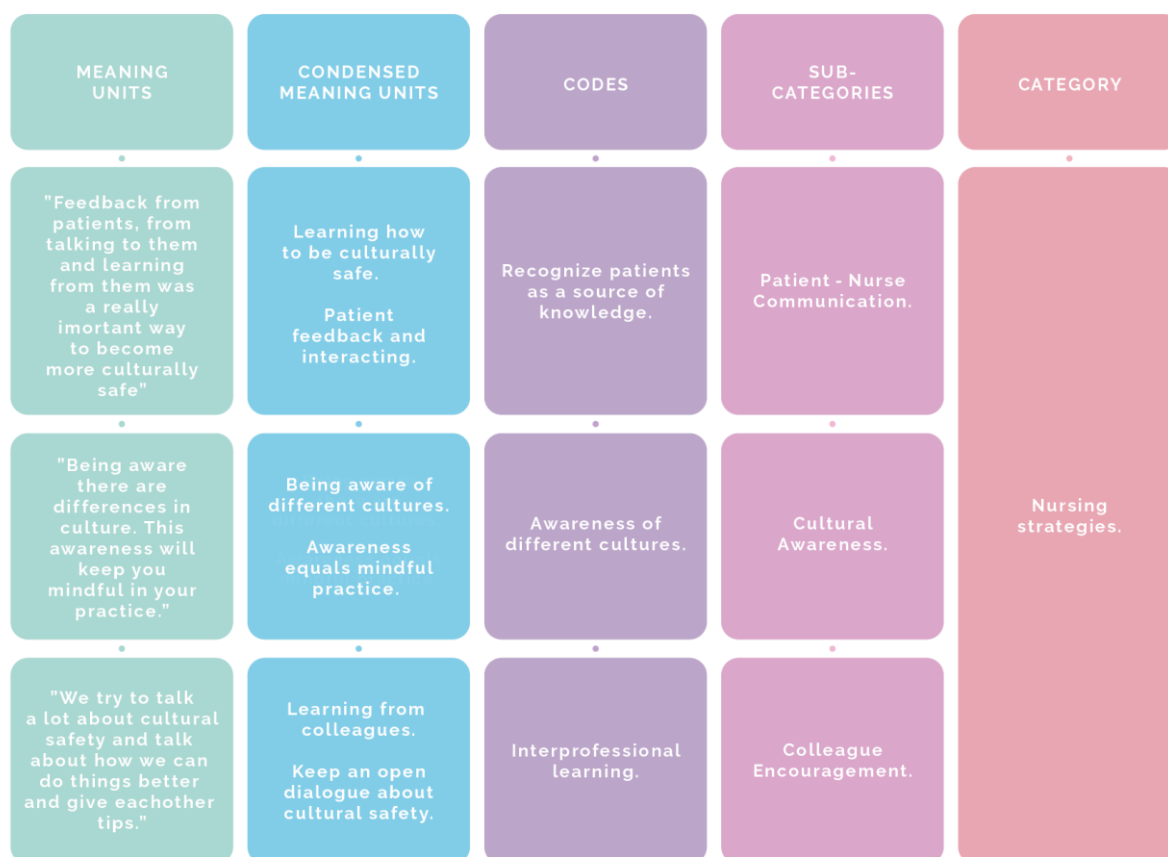 MEANING
UNITS
CONDENSED
MEANING UNITS
CODES
SUB-
CATEGORIES
CATEGORY
"Feedback from
patients, from
talking to them
and learning
from them was
a really
imortant way
to become
more culturally
safe"
Learning how
to be culturally
safe.
Patient
feedback and
interacting.
Recognize patients
as a source of
knowledge.
Patient - Nurse
Communication.
Nursing
strategies.
"Being aware
there are
differences in
culture. This
awareness will
keep you
mindful in your
practice."
Being aware of
different cultures.
Awareness
equals mindful
practice.
Awareness of
different cultures.
Cultural
Awareness.
"We try to talk
a lot about cultural
safety and talk
about how we can
do things better
and give eachother
tips."
Learning from
colleagues.
Keep an open
dialogue about
cultural safety.
Interprofessional
learning.
Colleague
Encouragement.